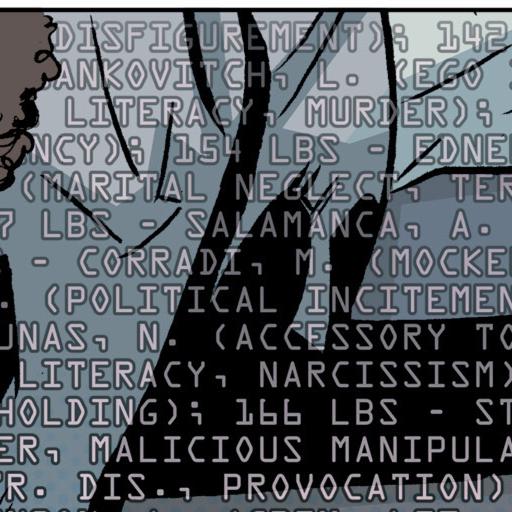 DISFIGUREMENT); 142
ANKOVITCH, L. (EGO
LITERACY, MURDER);
NCY); 154 LBS - EDNE
(MARITAL NEGLECT, TER
7 LBS - SALAMANCA, A.
- CORRADI, M. (MOCKE
. (POLITICAL INCITEMEN
UNAS, N. (ACCESSORY TO
LITERACY, NARCISSISM)
HOLDING); 166 LBS - ST
ER, MALICIOUS MANIPULA
R. DIS., PROVOCATION)